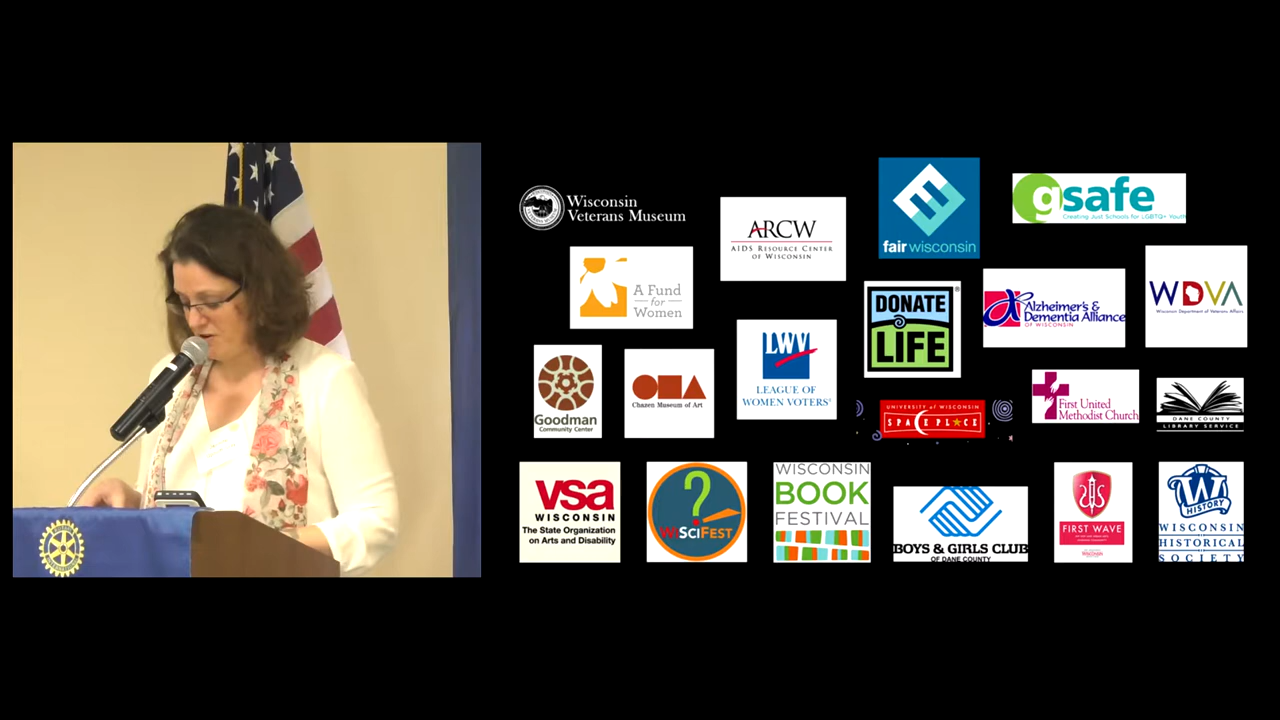 Wisconsin
Veterans Museum
ARCW
AIDS RESOURCE CENTER
OF WISCONSIN
fair wisconsin
gsafe
Creating Just Schools for LGBTQ+ Youth
A Fund
for
Women
DONATE
LIFE
®
Alzheimer's &
Dementia Alliance
OF WISCONSIN
WDVA
Wisconsin Department of Veterans Affairs
Goodman
Community Center
Chazen Museum of Art
LWV
LEAGUE OF
WOMEN VOTERS®
UNIVERSITY of WISCONSIN
SPACE PLACE
First United
Methodist Church
DANE COUNTY
LIBRARY SERVICE
vsa
WISCONSIN
The State Organization
on Arts and Disability
?
WISCIFEST
WISCONSIN
BOOK
FESTIVAL
BOYS & GIRLS CLUB
OF DANE COUNTY
FIRST WAVE
W
HISTORY
WISCONSIN
HISTORICAL
SOCIETY